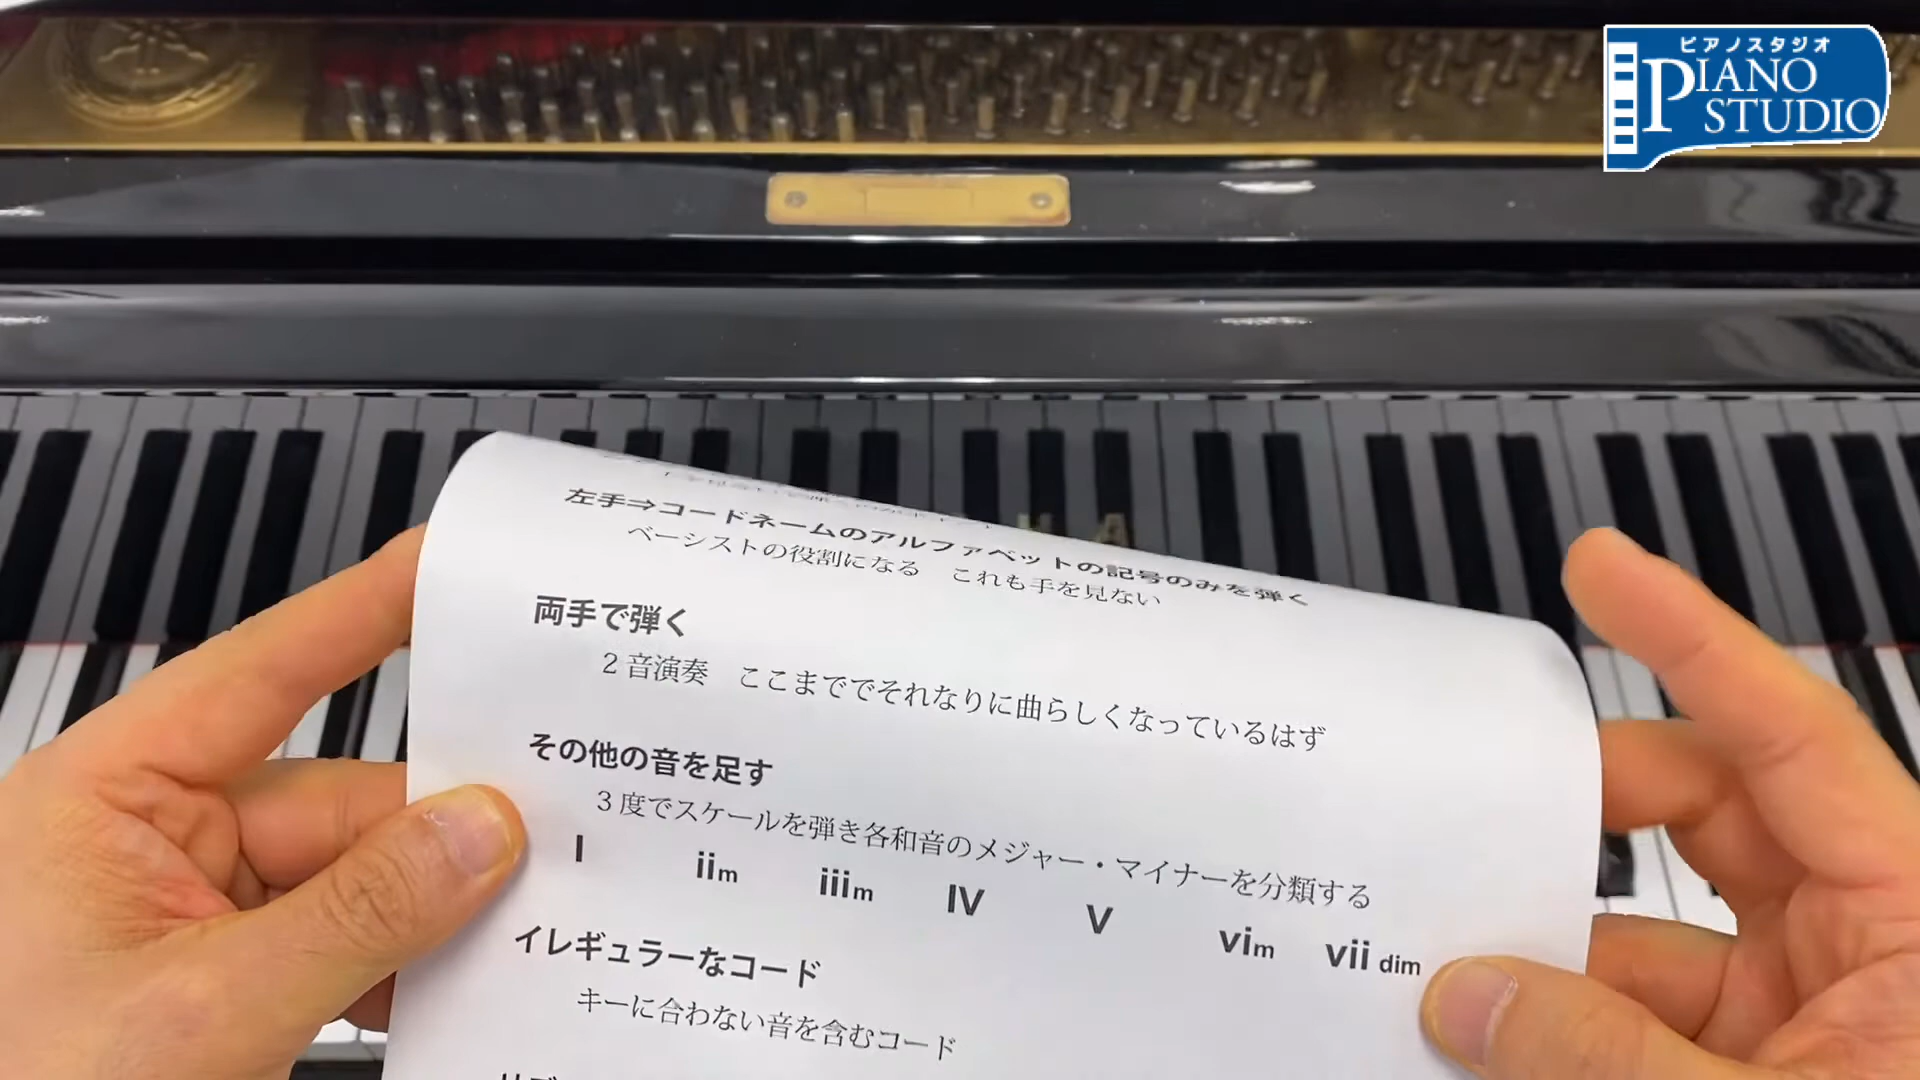 ピアノスタジオ
PIANO
STUDIO
左手⇒コードネームのアルファベットの記号のみを弾く
ベーシストの役割になる　これも手を見ない
両手で弾く
2音演奏　ここまででそれなりに曲らしくなっているはず
その他の音を足す
3度でスケールを弾き各和音のメジャー・マイナーを分類する
I iim iiim IV V vim vii dim
イレギュラーなコード
キーに合わない音を含むコード